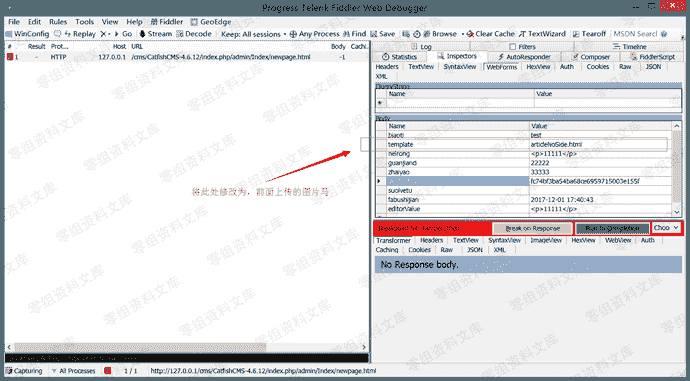 Progress Telerik Fiddler Web Debugger
File Edit Rules Tools View Help Fiddler GeoEdge
WinConfig Replay Go Stream Decode Keep: All sessions Any Process Find Save Browse Clear Cache TextWizard Tearoff MSDN Search
# Result Prot... Host URL Body Cachi
1 - HTTP 127.0.0.1 /cms/CatfishCMS-4.6.12/index.php/admin/Index/newpage.html -1
Log Filters Timeline
Statistics Inspectors AutoResponder Composer FiddlerScript
Headers TextView SyntaxView WebForms HexView Auth Cookies Raw JSON
XML
QueryString
Name Value
Body
Name Value
biaoti test
template articleNoSide.html
neirong <p>11111</p>
guanjianci 22222
zhaiyao 33333
fc74bf3ba54ba68ce6959715003e155f
suolvetu
fabushijian 2017-12-01 17:40:43
editorValue <p>11111</p>
将此处修改为，前面上传的图片马
Break on Response Run to Completion Choo
Transformer Headers TextView SyntaxView ImageView HexView WebView Auth
Caching Cookies Raw JSON XML
No Response body.
Capturing All Processes 1 / 1 http://127.0.0.1/cms/CatfishCMS-4.6.12/index.php/admin/Index/newpage.html
零组资料文库